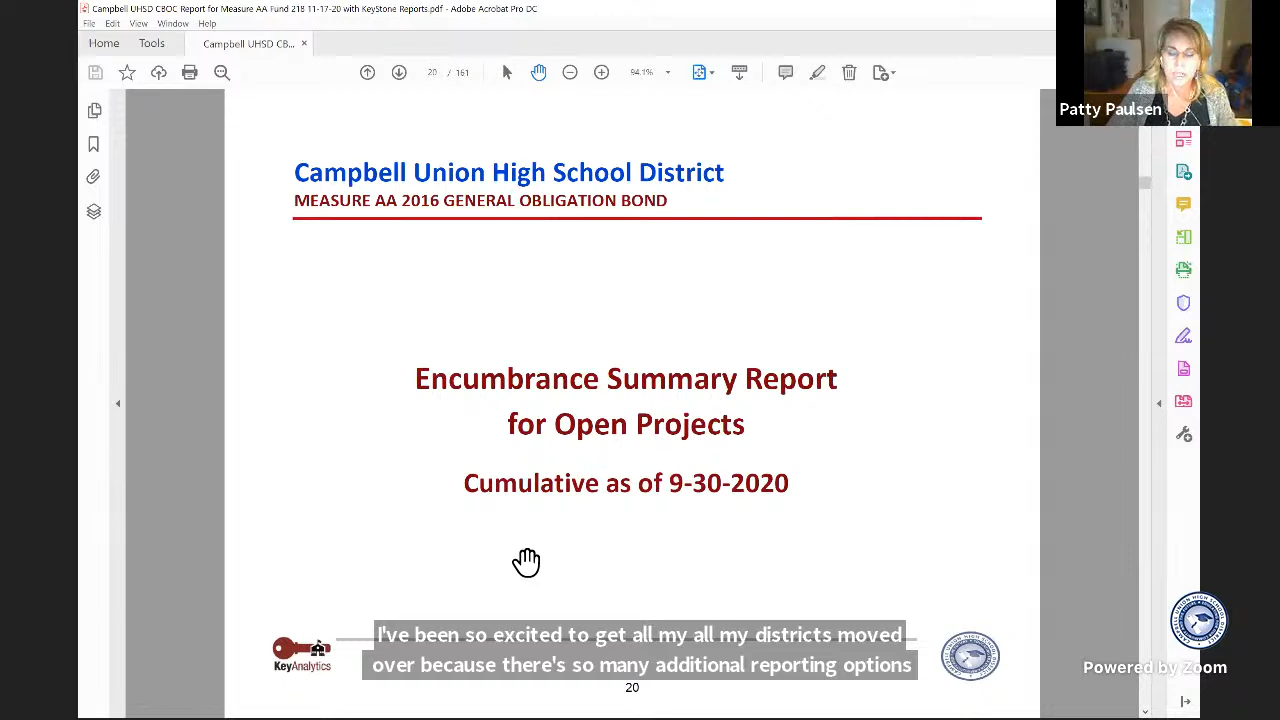 Campbell UHSD CBOC Report for Measure AA Fund 218 11-17-20 with KeyStone Reports.pdf - Adobe Acrobat Pro DC
File Edit View Window Help
Home Tools Campbell UHSD CB... ×
20 / 161 94.1%
Patty Paulsen
Campbell Union High School District
MEASURE AA 2016 GENERAL OBLIGATION BOND
Encumbrance Summary Report
for Open Projects
Cumulative as of 9-30-2020
I've been so excited to get all my all my districts moved
over because there's so many additional reporting options
KeyAnalytics
20
Powered by Zoom